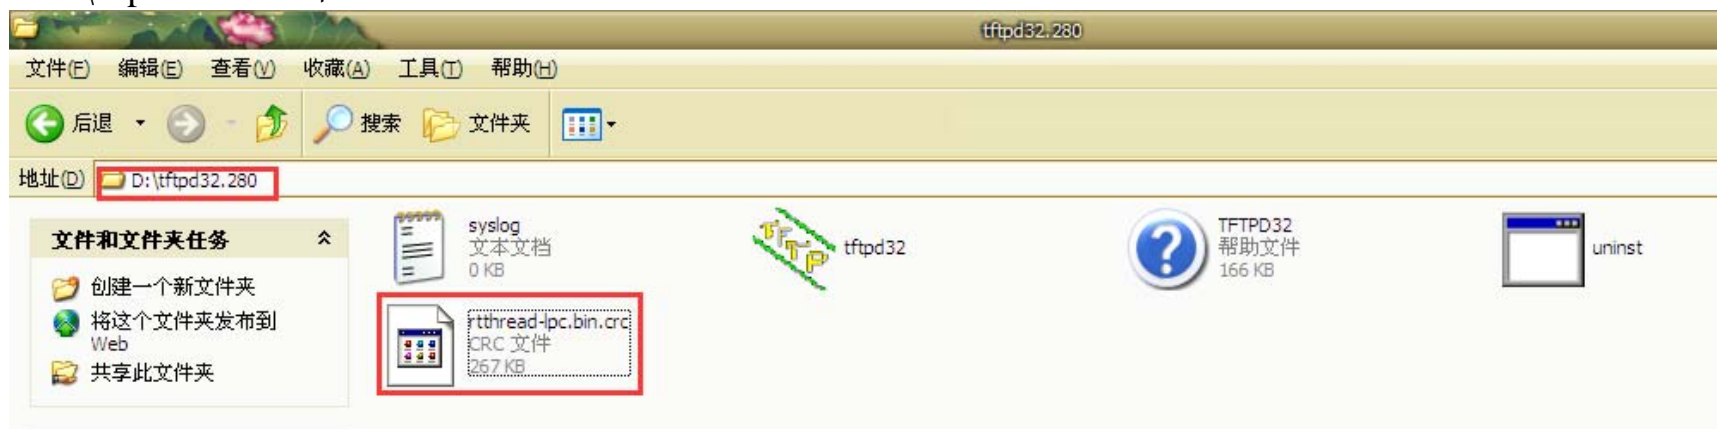 tftpd32.280
文件(F) 编辑(E) 查看(V) 收藏(A) 工具(T) 帮助(H)
后退 搜索 文件夹
地址(D) D:\tftpd32.280
文件和文件夹任务
创建一个新文件夹
将这个文件夹发布到
Web
共享此文件夹
syslog
文本文档
0 KB
TFTP
tftpd32
TFTPD32
帮助文件
166 KB
uninst
rtthread-lpc.bin.crc
CRC 文件
267 KB